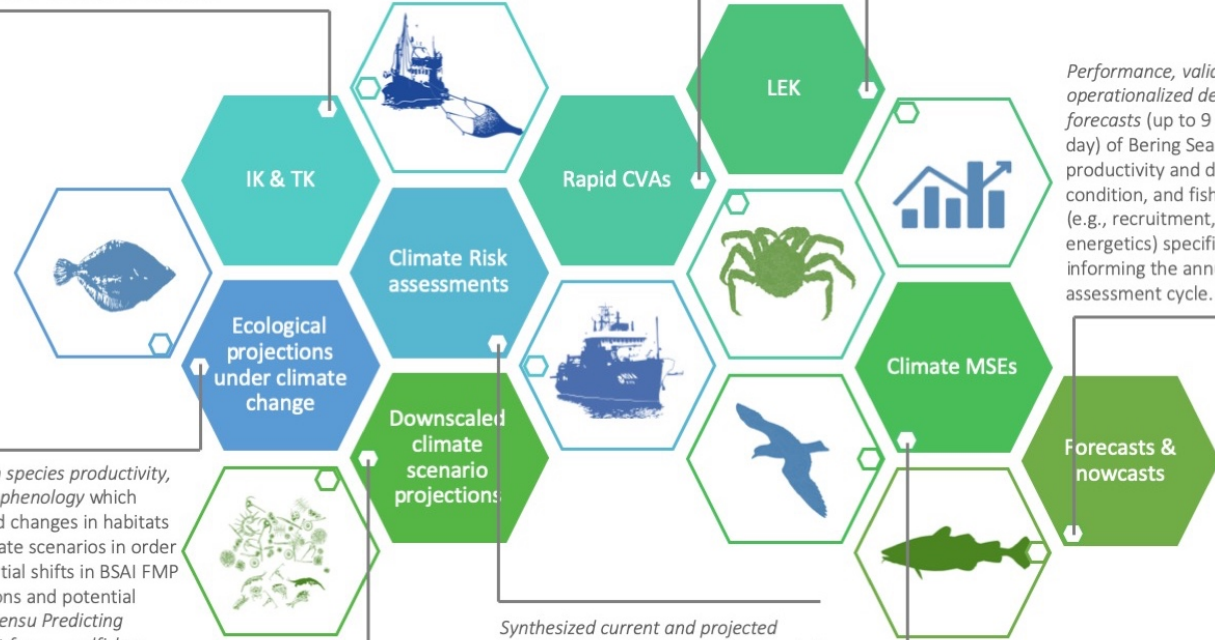 LEK
IK & TK
Rapid CVAs
Climate Risk
assessments
Ecological
projections
under climate
change
Downscaled
climate
scenario
projections
Climate MSEs
Forecasts &
nowcasts
Performance, valid
operationalized de
forecasts (up to 9
day) of Bering Sea
productivity and d
condition, and fish
(e.g., recruitment,
energetics) specifi
informing the ann
assessment cycle.
species productivity,
phenology which
d changes in habitats
ate scenarios in order
tial shifts in BSAI FMP
ons and potential
ensu Predicting
Synthesized current and projected